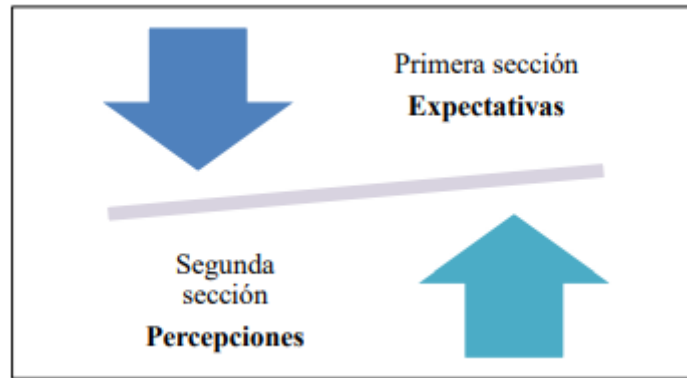 Primera sección
Expectativas
Segunda
sección
Percepciones